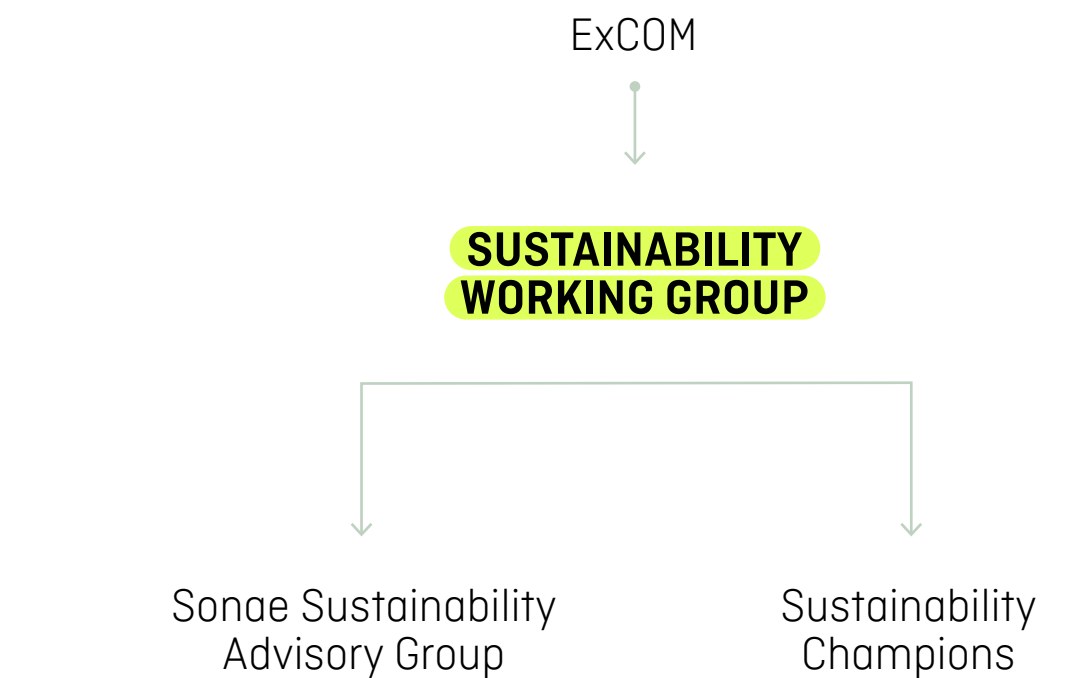 ExCOM
SUSTAINABILITY
WORKING GROUP
Sonae Sustainability
Advisory Group
Sustainability
Champions